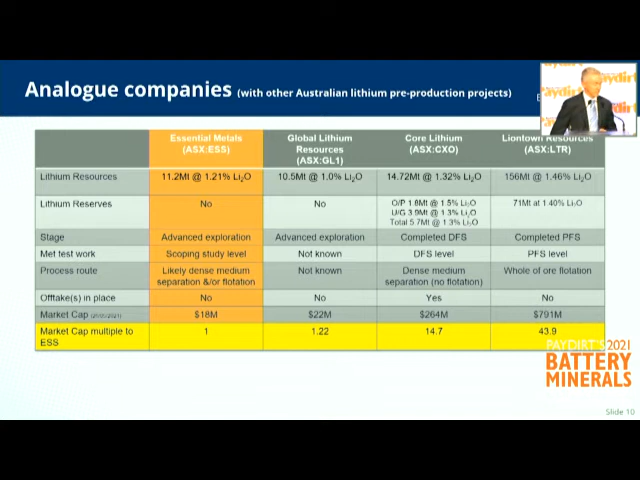 Analogue companies (with other Australian lithium pre-production projects)
Essential Metals (ASX:ESS) Global Lithium Resources (ASX:GL1) Core Lithium (ASX:CXO) Liontown Resources (ASX:LTR)
Lithium Resources 11.2Mt @ 1.21% Li2O 10.5Mt @ 1.0% Li2O 14.72Mt @ 1.32% Li2O 156Mt @ 1.46% Li2O
Lithium Reserves No No O/P 1.8Mt @ 1.5% Li2O 71Mt at 1.40% Li2O
U/G 3.9Mt @ 1.3% Li2O
Total 5.7Mt @ 1.3% Li2O
Stage Advanced exploration Advanced exploration Completed DFS Completed PFS
Met test work Scoping study level Not known DFS level PFS level
Process route Likely dense medium separation &/or flotation Not known Dense medium separation (no flotation) Whole of ore flotation
Offtake(s) in place No No Yes No
Market Cap $18M $22M $264M $791M
Market Cap multiple to ESS 1 1.22 14.7 43.9
PAYDIRT'S 2021
BATTERY
MINERALS
Slide 10